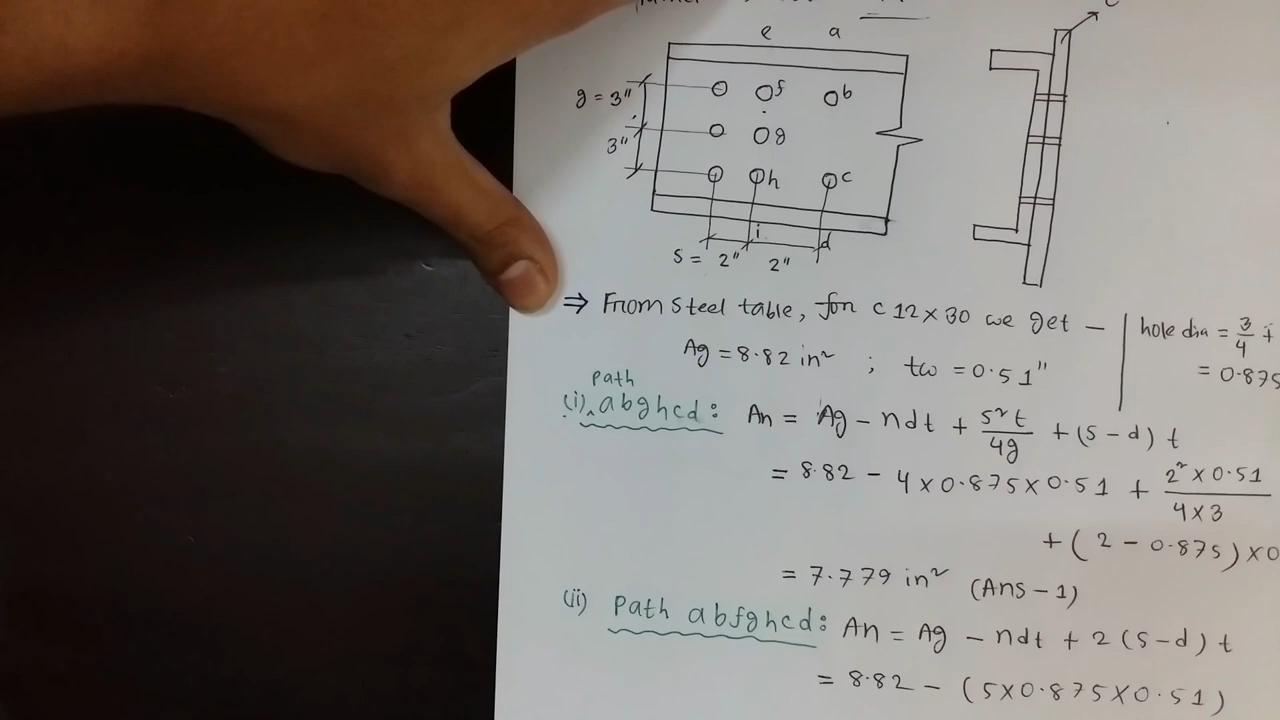 e a
g = 3" f b
3" g
h c
i d
S = 2" 2"
⇒ From Steel table, for C 12 × 30 we get —
hole dia = 3/4 +
Ag = 8.82 in² ; tw = 0.51"
= 0.875
(i) Path abghcd: An = Ag - ndt + s²t/4g + (s - d) t
= 8.82 - 4 × 0.875 × 0.51 + 2² × 0.51 / 4 × 3
+ ( 2 - 0.875) × 0
= 7.779 in² (Ans - 1)
(ii) Path abfghcd: An = Ag - ndt + 2 (s - d) t
= 8.82 - (5 × 0.875 × 0.51)